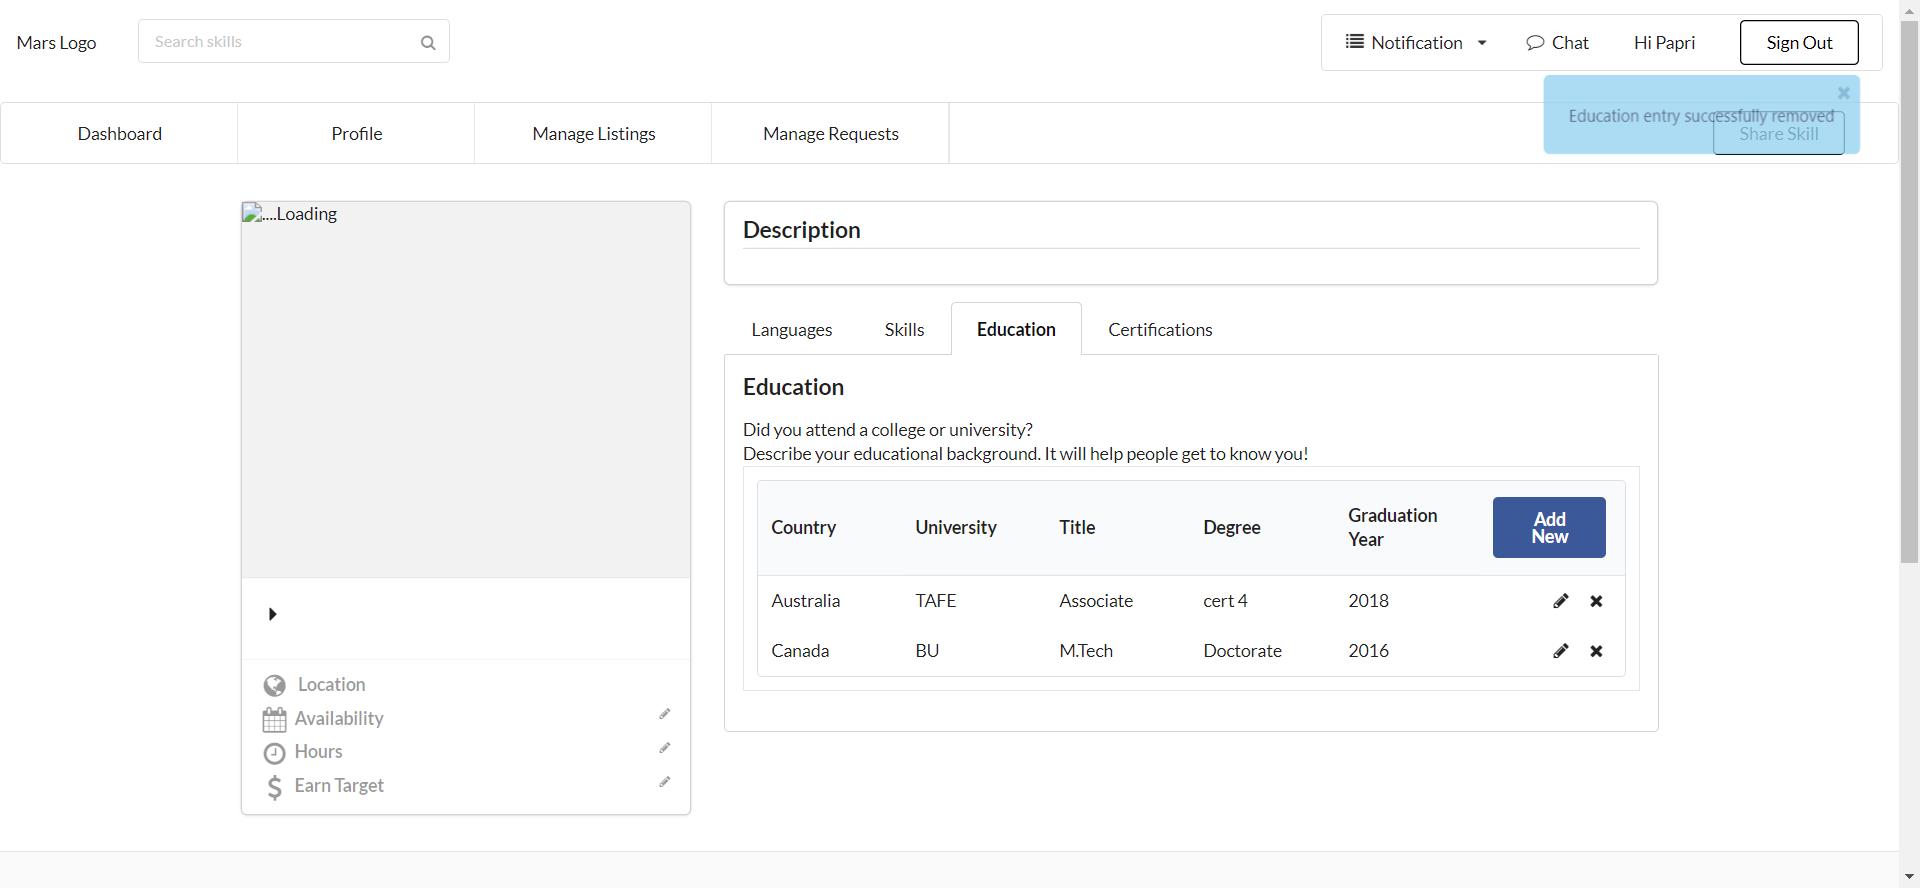 Mars Logo
Search skills
Notification
Chat
Hi Papri
Sign Out
Education entry successfully removed
Dashboard
Profile
Manage Listings
Manage Requests
Share Skill
....Loading
Description
Languages
Skills
Education
Certifications
Education
Did you attend a college or university?
Describe your educational background. It will help people get to know you!
Country University Title Degree Graduation Year
Add New
Australia TAFE Associate cert 4 2018
Canada BU M.Tech Doctorate 2016
Location
Availability
Hours
Earn Target